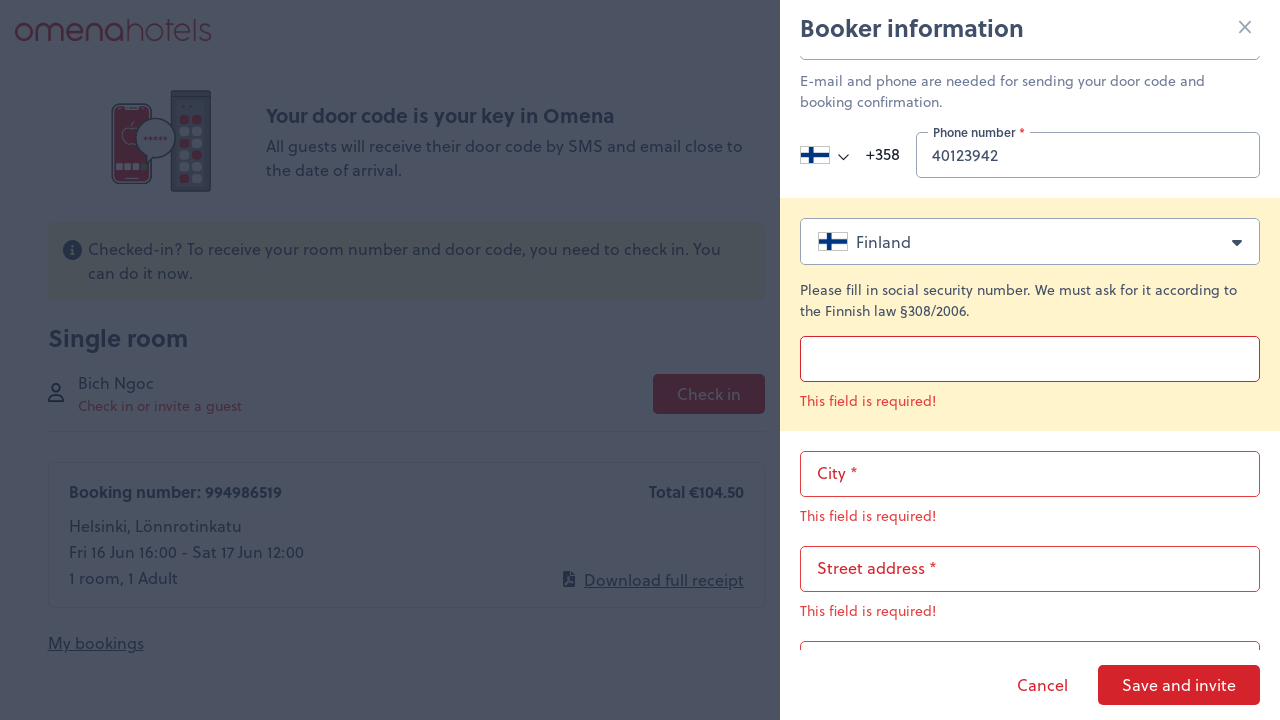 omenahotels
Your door code is your key in Omena
All guests will receive their door code by SMS and email close to
the date of arrival.
Checked-in? To receive your room number and door code, you need to check in. You
can do it now.
Single room
Bich Ngoc
Check in or invite a guest
Check in
Booking number: 994986519
Total €104.50
Helsinki, Lönnrotinkatu
Fri 16 Jun 16:00 - Sat 17 Jun 12:00
1 room, 1 Adult
Download full receipt
My bookings
Booker information
E-mail and phone are needed for sending your door code and
booking confirmation.
Phone number *
+358
40123942
Finland
Please fill in social security number. We must ask for it according to
the Finnish law §308/2006.
This field is required!
City *
This field is required!
Street address *
This field is required!
Cancel
Save and invite